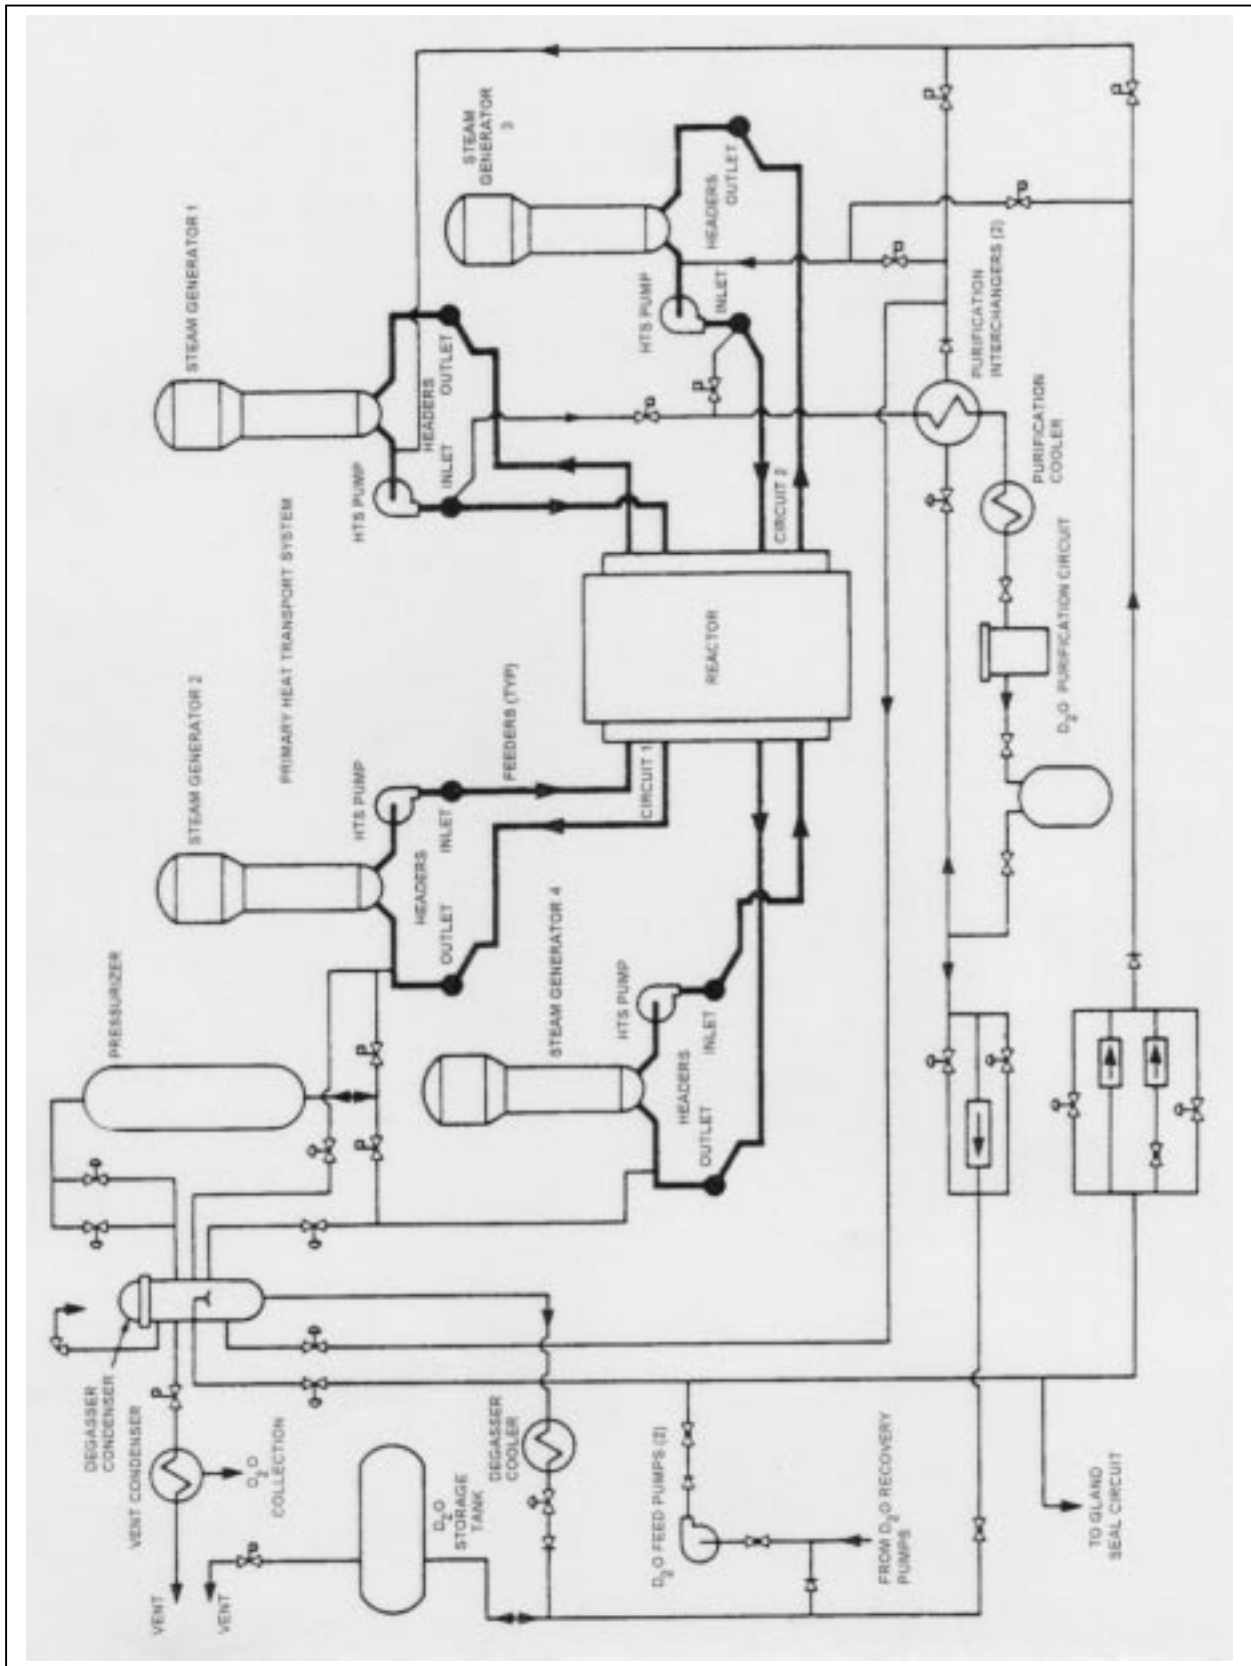 VENT
VENT
VENT CONDENSER
DEGASSER
CONDENSER
D2O
COLLECTION
PRESSURIZER
STEAM GENERATOR 2
STEAM GENERATOR 1
PRIMARY HEAT TRANSPORT SYSTEM
HTS PUMP
HTS PUMP
HEADERS
OUTLET
INLET
HEADERS
INLET
OUTLET
STEAM
GENERATOR
3
D2O
STORAGE
TANK
DEGASSER
COOLER
FEEDERS (TYP)
STEAM GENERATOR 4
HTS PUMP
HTS PUMP
CIRCUIT 1
HEADERS
OUTLET
INLET
REACTOR
CIRCUIT 2
INLET
HEADERS
OUTLET
D2O FEED PUMPS (2)
FROM D2O RECOVERY
PUMPS
PURIFICATION
INTERCHANGERS (2)
PURIFICATION
COOLER
D2O PURIFICATION CIRCUIT
TO GLAND
SEAL CIRCUIT
P
P
P
P
P
P
P
P
P
P
P